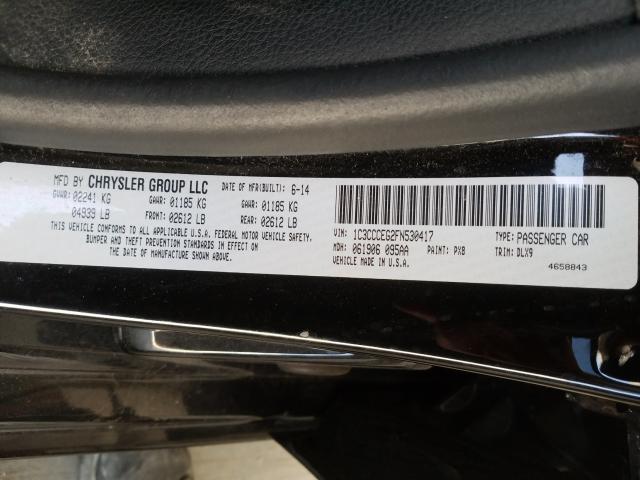 MFD BY CHRYSLER GROUP LLC DATE OF MFR(BUILT): 6-14
GVWR: 02241 KG GAWR: 01185 KG GAWR: 01185 KG
04939 LB FRONT: 02612 LB REAR: 02612 LB
THIS VEHICLE CONFORMS TO ALL APPLICABLE U.S.A. FEDERAL MOTOR VEHICLE SAFETY,
BUMPER AND THEFT PREVENTION STANDARDS IN EFFECT ON
THE DATE OF MANUFACTURE SHOWN ABOVE.
VIN: 1C3CCCEG2FN530417 TYPE: PASSENGER CAR
MDH: 061906 095AA PAINT: PX8 TRIM: DLX9
VEHICLE MADE IN U.S.A.
4658843